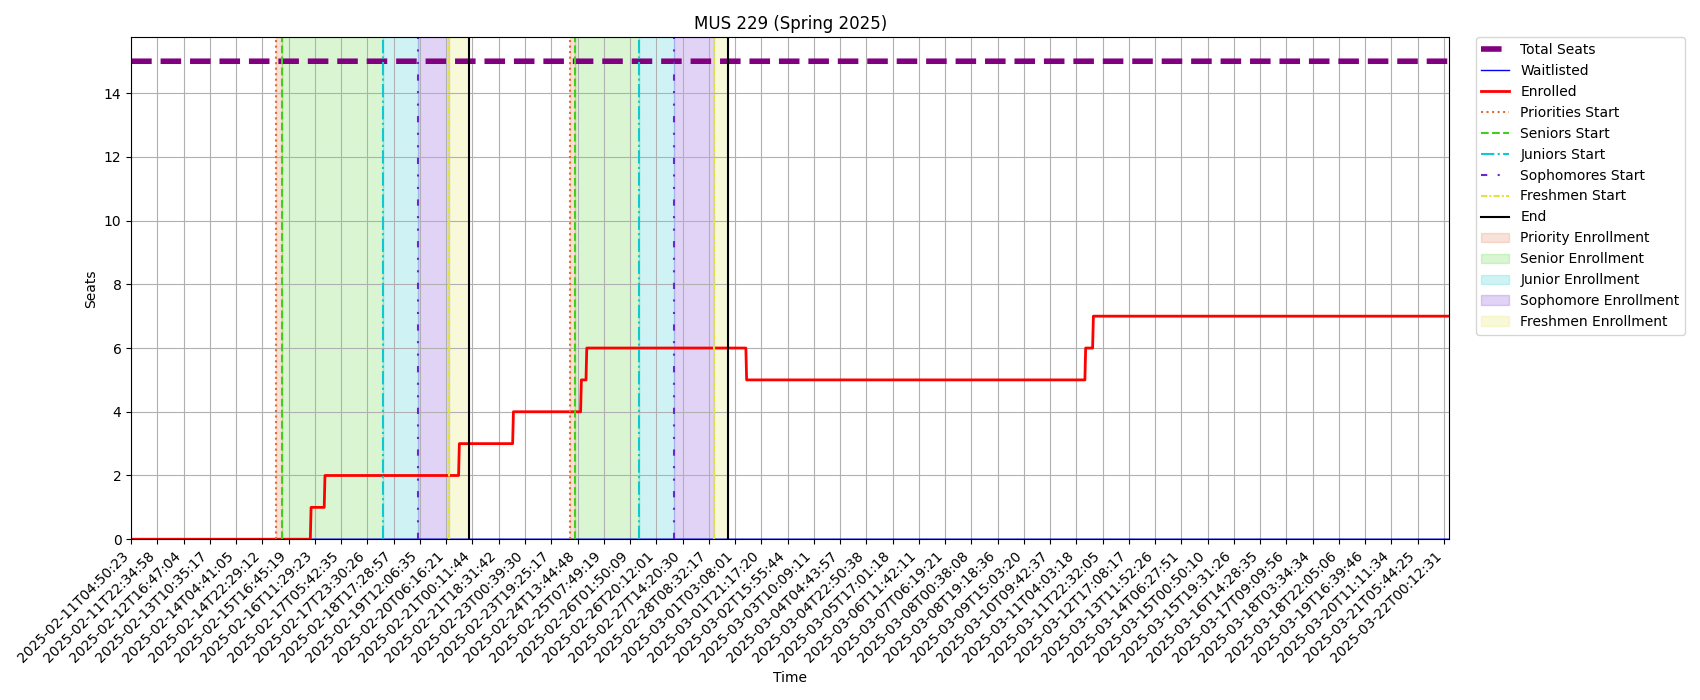 MUS 229 (Spring 2025)
Seats
14
12
10
8
6
4
2
0
2025-02-11T04:50:23
2025-02-11T22:34:58
2025-02-12T16:47:04
2025-02-13T10:35:17
2025-02-14T04:41:05
2025-02-14T22:29:12
2025-02-15T16:45:19
2025-02-16T11:29:23
2025-02-17T05:42:35
2025-02-17T23:30:26
2025-02-18T17:28:57
2025-02-19T12:06:35
2025-02-20T06:16:21
2025-02-21T00:11:44
2025-02-21T18:31:42
2025-02-23T00:39:30
2025-02-23T19:25:17
2025-02-24T13:44:48
2025-02-25T07:49:19
2025-02-26T01:50:09
2025-02-26T20:12:01
2025-02-27T14:20:30
2025-02-28T08:32:17
2025-03-01T03:08:01
2025-03-01T21:17:20
2025-03-02T15:55:44
2025-03-03T10:09:11
2025-03-04T04:43:57
2025-03-04T22:50:38
2025-03-05T17:01:18
2025-03-06T11:42:11
2025-03-07T06:19:21
2025-03-08T00:38:08
2025-03-08T19:18:36
2025-03-09T15:03:20
2025-03-10T09:42:37
2025-03-11T04:03:18
2025-03-11T22:32:05
2025-03-12T17:08:17
2025-03-13T11:52:26
2025-03-14T06:27:51
2025-03-15T00:50:10
2025-03-15T19:31:26
2025-03-16T14:28:35
2025-03-17T09:09:56
2025-03-18T03:34:34
2025-03-18T22:05:06
2025-03-19T16:39:46
2025-03-20T11:11:34
2025-03-21T05:44:25
2025-03-22T00:12:31
Time
Total Seats
Waitlisted
Enrolled
Priorities Start
Seniors Start
Juniors Start
Sophomores Start
Freshmen Start
End
Priority Enrollment
Senior Enrollment
Junior Enrollment
Sophomore Enrollment
Freshmen Enrollment